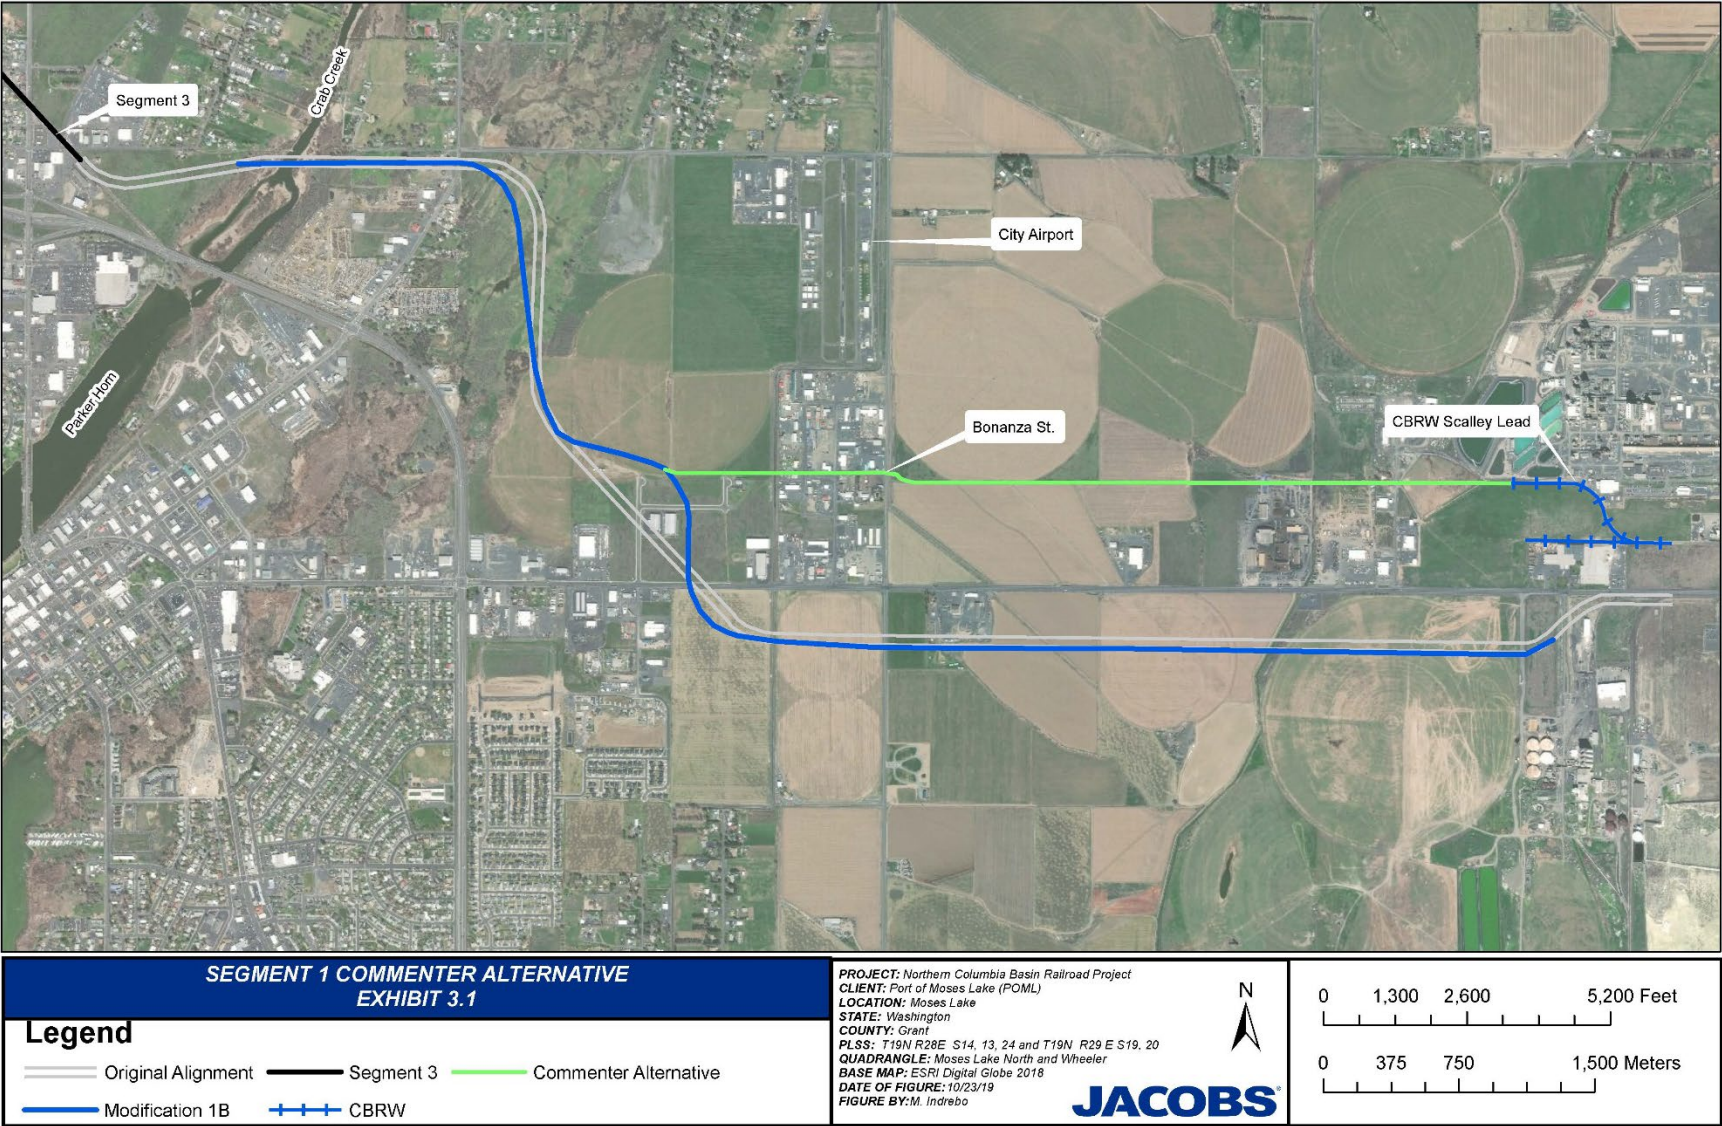 Crab Creek
Segment 3
City Airport
Parker Horn
Bonanza St.
CBRW Scalley Lead
SEGMENT 1 COMMENTER ALTERNATIVE
EXHIBIT 3.1
Legend
Original Alignment
Segment 3
Commenter Alternative
Modification 1B
CBRW
PROJECT: Northern Columbia Basin Railroad Project
CLIENT: Port of Moses Lake (POML)
LOCATION: Moses Lake
STATE: Washington
COUNTY: Grant
PLSS: T19N R28E S14, 13, 24 and T19N R29 E S19, 20
QUADRANGLE: Moses Lake North and Wheeler
BASE MAP: ESRI Digital Globe 2018
DATE OF FIGURE: 10/23/19
FIGURE BY: M. Indrebo
N
JACOBS®
0 1,300 2,600 5,200 Feet
0 375 750 1,500 Meters